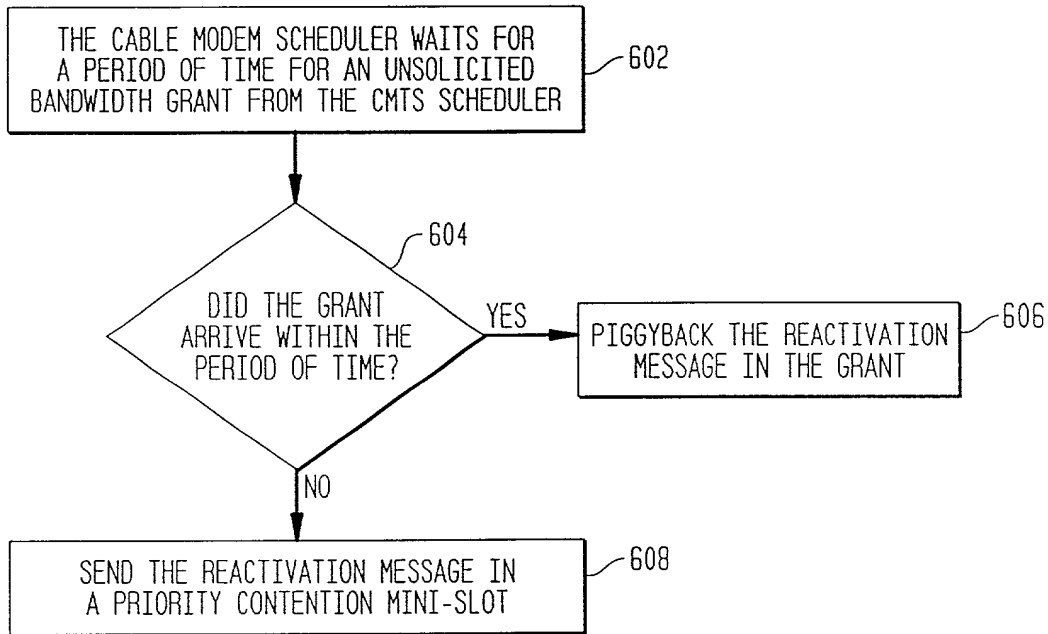 THE CABLE MODEM SCHEDULER WAITS FOR
A PERIOD OF TIME FOR AN UNSOLICITED
BANDWIDTH GRANT FROM THE CMTS SCHEDULER
602
604
DID THE GRANT
ARRIVE WITHIN THE
PERIOD OF TIME?
YES
PIGGYBACK THE REACTIVATION
MESSAGE IN THE GRANT
606
NO
SEND THE REACTIVATION MESSAGE IN
A PRIORITY CONTENTION MINI-SLOT
608